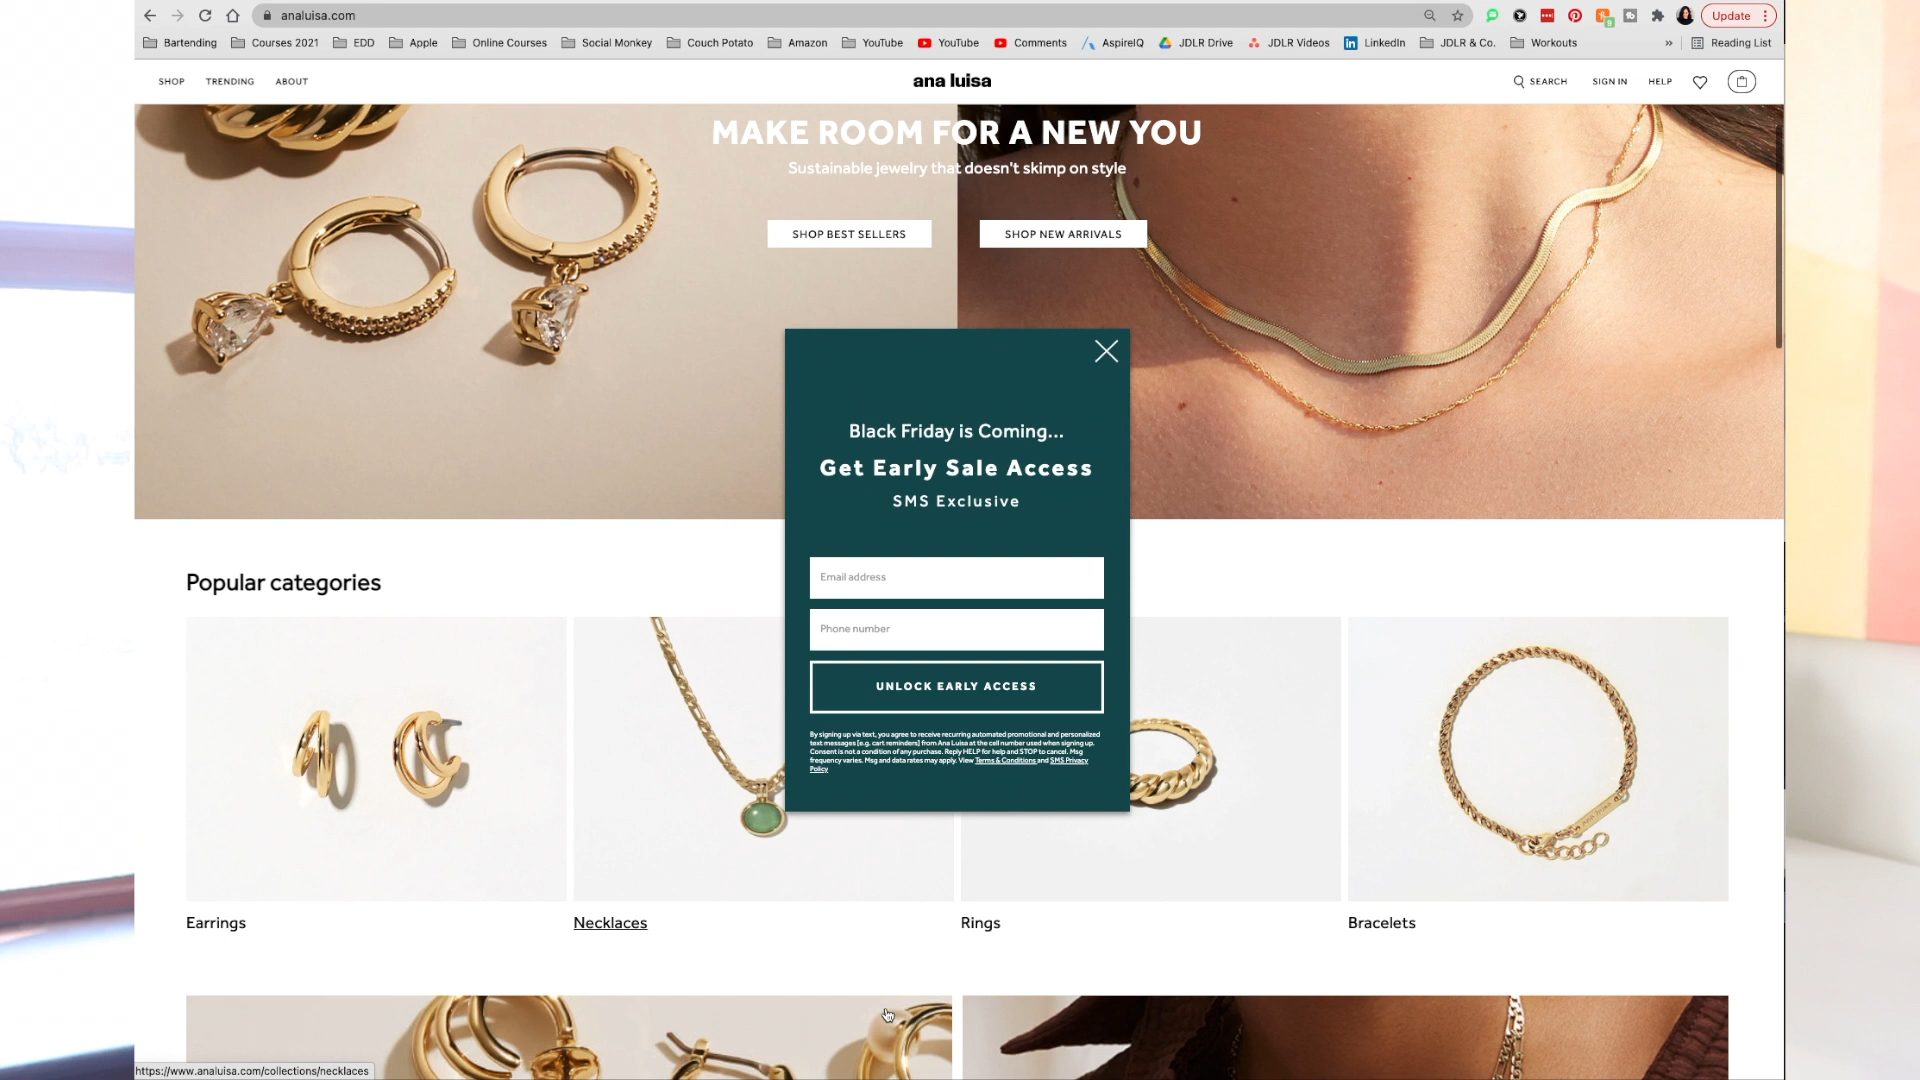 analuisa.com
Update
Bartending
Courses 2021
EDD
Apple
Online Courses
Social Monkey
Couch Potato
Amazon
YouTube
YouTube
Comments
AspireIQ
JDLR Drive
JDLR Videos
LinkedIn
JDLR & Co.
Workouts
»
Reading List
SHOP
TRENDING
ABOUT
ana luisa
SEARCH
SIGN IN
HELP
MAKE ROOM FOR A NEW YOU
Sustainable jewelry that doesn't skimp on style
SHOP BEST SELLERS
SHOP NEW ARRIVALS
Black Friday is Coming...
Get Early Sale Access
SMS Exclusive
Email address
Phone number
UNLOCK EARLY ACCESS
By signing up via text, you agree to receive recurring automated promotional and personalized
text messages [e.g. cart reminders] from Ana Luisa at the cell number used when signing up.
Consent is not a condition of any purchase. Reply HELP for help and STOP to cancel. Msg
frequency varies. Msg and data rates may apply. View Terms & Conditions and SMS Privacy
Policy
Popular categories
Earrings
Necklaces
Rings
Bracelets
https://www.analuisa.com/collections/necklaces